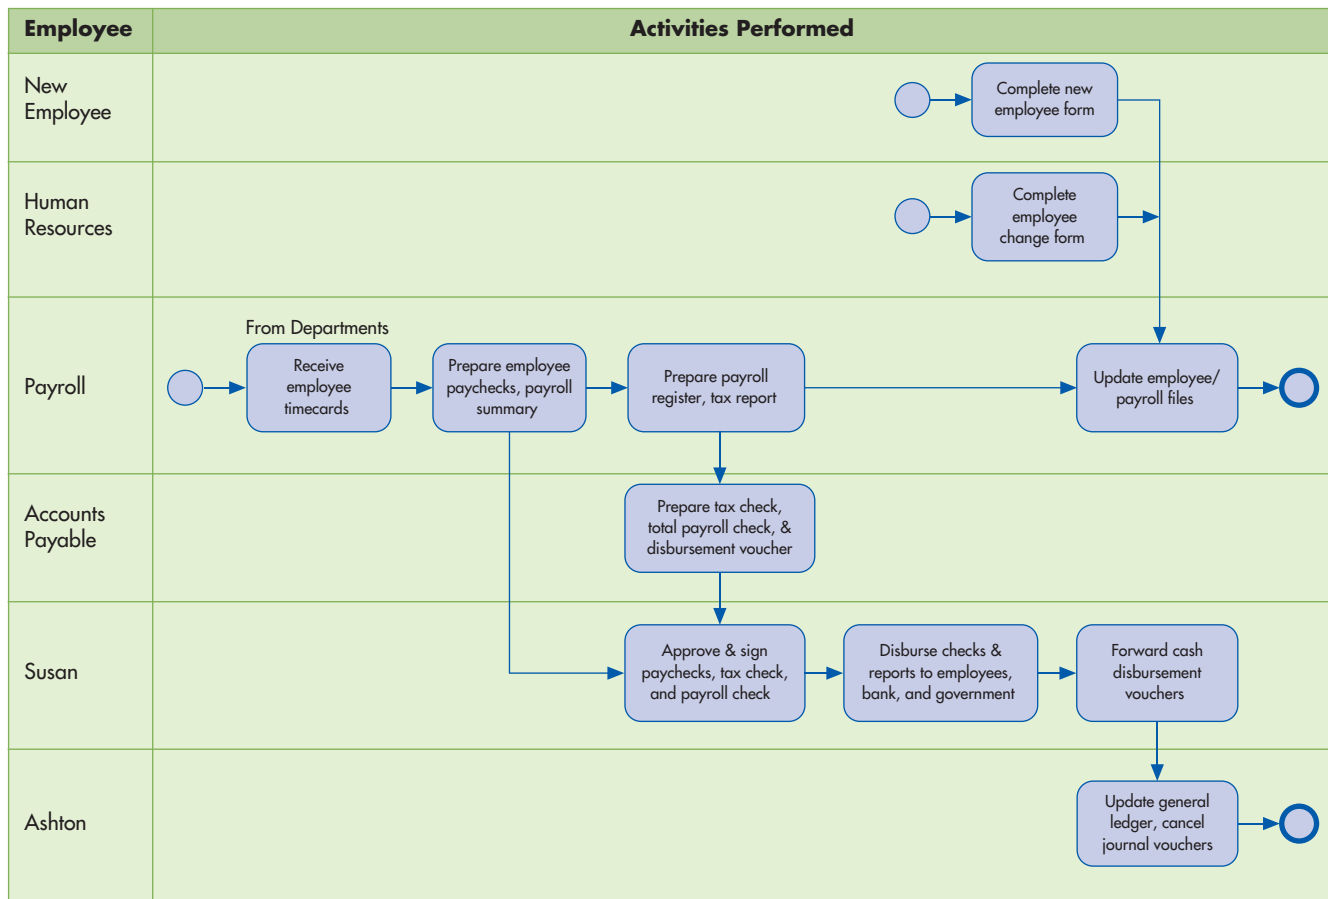 Employee
Activities Performed
New
Employee
Complete new
employee form
Human
Resources
Complete
employee
change form
Payroll
From Departments
Receive
employee
timecards
Prepare employee
paychecks, payroll
summary
Prepare payroll
register, tax report
Update employee/
payroll files
Accounts
Payable
Prepare tax check,
total payroll check, &
disbursement voucher
Susan
Approve & sign
paychecks, tax check,
and payroll check
Disburse checks &
reports to employees,
bank, and government
Forward cash
disbursement
vouchers
Ashton
Update general
ledger, cancel
journal vouchers